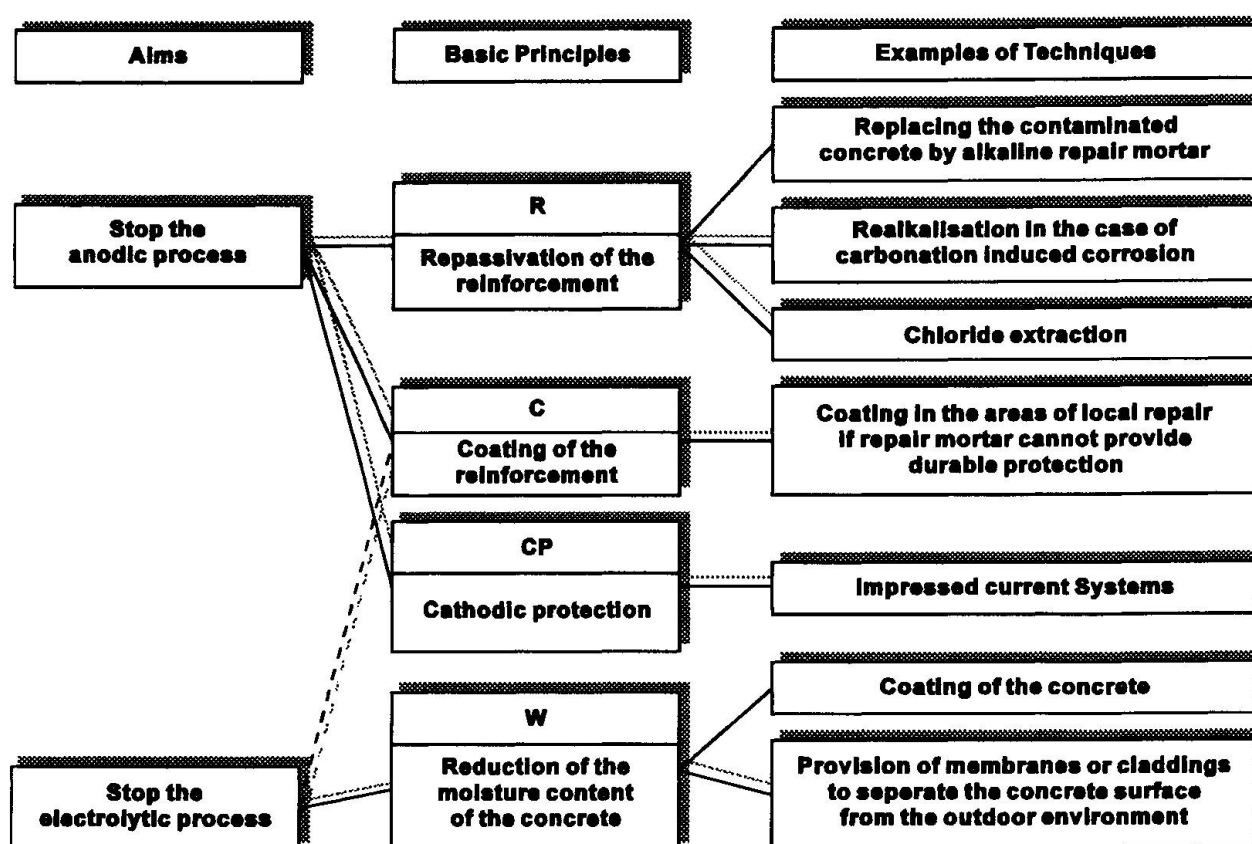 Aims
Basic Principles
Examples of Techniques
Replacing the contaminated
concrete by alkaline repair mortar
Stop the
anodic process
R
Repassivation of the
reinforcement
Realkalisation in the case of
carbonation induced corrosion
Chloride extraction
C
Coating of the
reinforcement
Coating in the areas of local repair
if repair mortar cannot provide
durable protection
CP
Cathodic protection
Impressed current Systems
Coating of the concrete
W
Reduction of the
moisture content
of the concrete
Stop the
electrolytic process
Provision of membranes or claddings
to seperate the concrete surface
from the outdoor environment